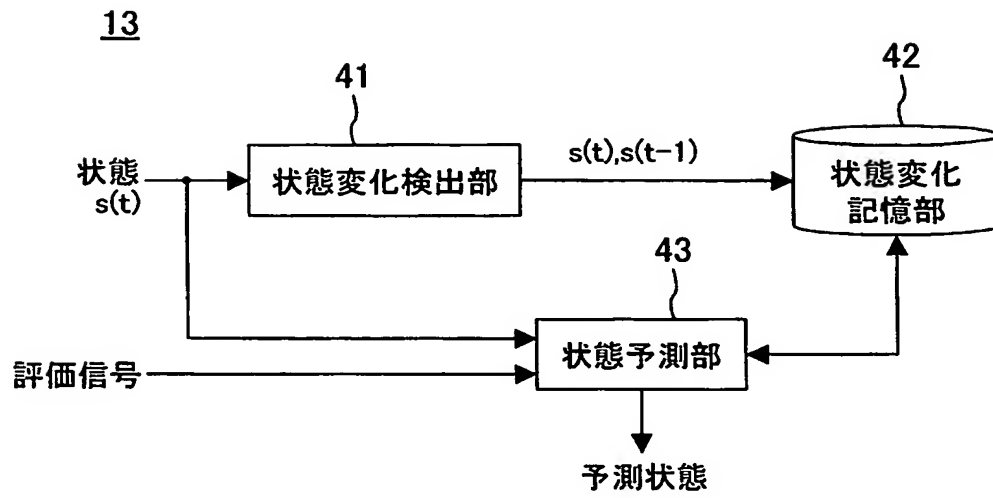 13
41
42
状態
s(t)
状態変化検出部
s(t),s(t-1)
状態変化
記憶部
43
状態予測部
評価信号
予測状態